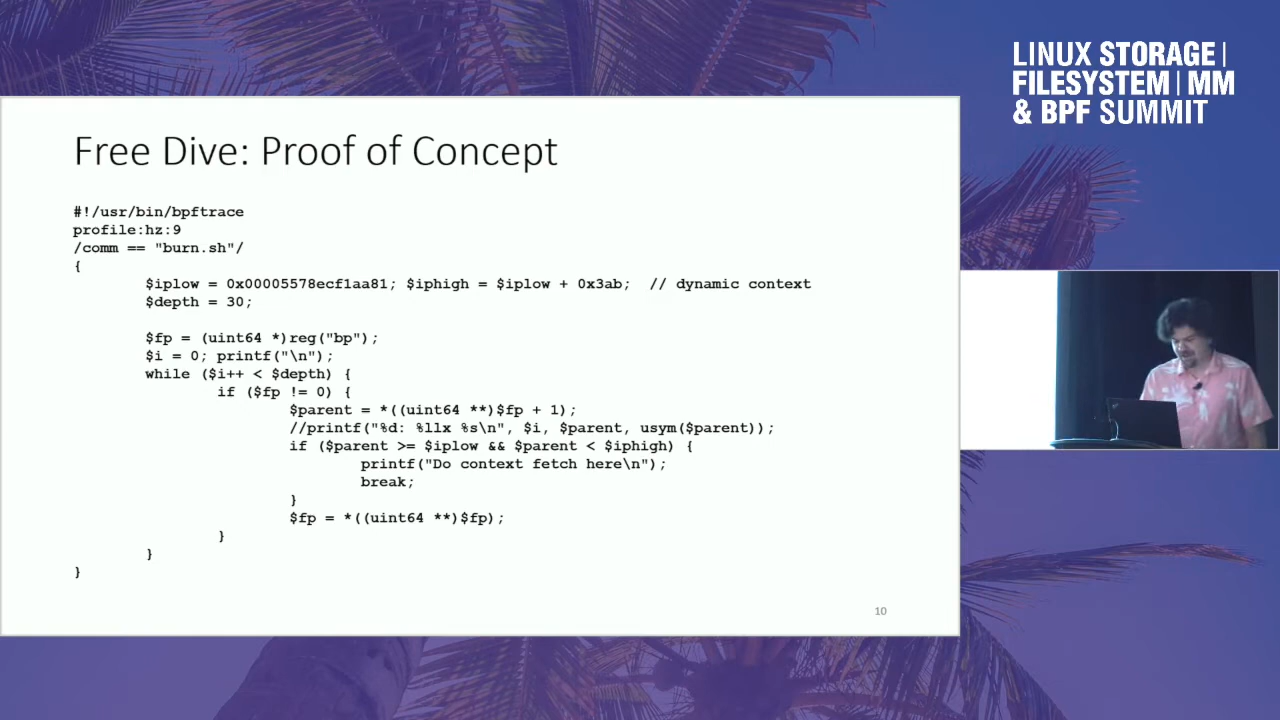 LINUX STORAGE |
FILESYSTEM | MM
& BPF SUMMIT
Free Dive: Proof of Concept
#!/usr/bin/bpftrace
profile:hz:9
/comm == "burn.sh"/
{
$iplow = 0x00005578ecf1aa81; $iphigh = $iplow + 0x3ab;  // dynamic context
$depth = 30;
$fp = (uint64 *)reg("bp");
$i = 0; printf("\n");
while ($i++ < $depth) {
if ($fp != 0) {
$parent = *((uint64 **)$fp + 1);
//printf("%d: %llx %s\n", $i, $parent, usym($parent));
if ($parent >= $iplow && $parent < $iphigh) {
printf("Do context fetch here\n");
break;
}
$fp = *((uint64 **)$fp);
}
}
}
10